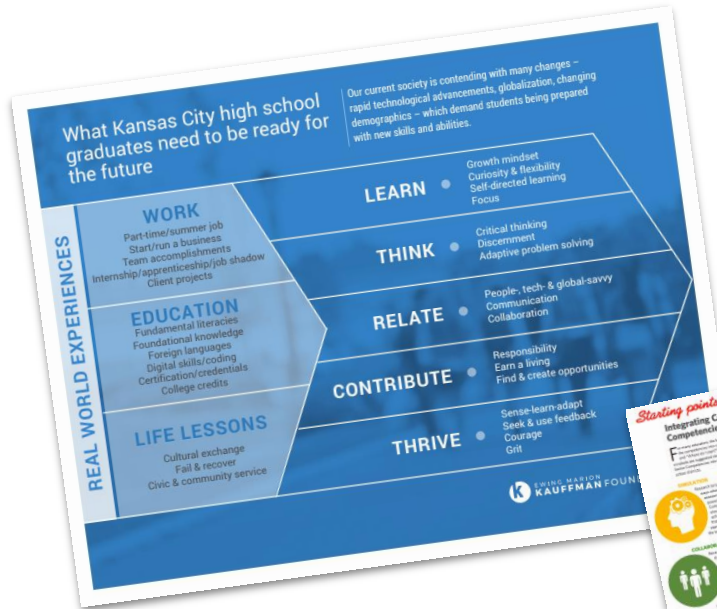 What Kansas City high school
graduates need to be ready for
the future
Our current society is contending with many changes –
rapid technological advancements, globalization, changing
demographics – which demand students being prepared
with new skills and abilities.
REAL WORLD EXPERIENCES
WORK
Part-time/summer job
Start/run a business
Team accomplishments
Internship/apprenticeship/job shadow
Client projects
EDUCATION
Fundamental literacies
Foundational knowledge
Foreign languages
Digital skills/coding
Certification/credentials
College credits
LIFE LESSONS
Cultural exchange
Fail & recover
Civic & community service
LEARN
Growth mindset
Curiosity & flexibility
Self-directed learning
Focus
THINK
Critical thinking
Discernment
Adaptive problem solving
RELATE
People-, tech- & global-savvy
Communication
Collaboration
CONTRIBUTE
Responsibility
Earn a living
Find & create opportunities
THRIVE
Sense-learn-adapt
Seek & use feedback
Courage
Grit
K
EWING MARION
KAUFFMAN FOUN
Starting points
Integrating C
Competencie